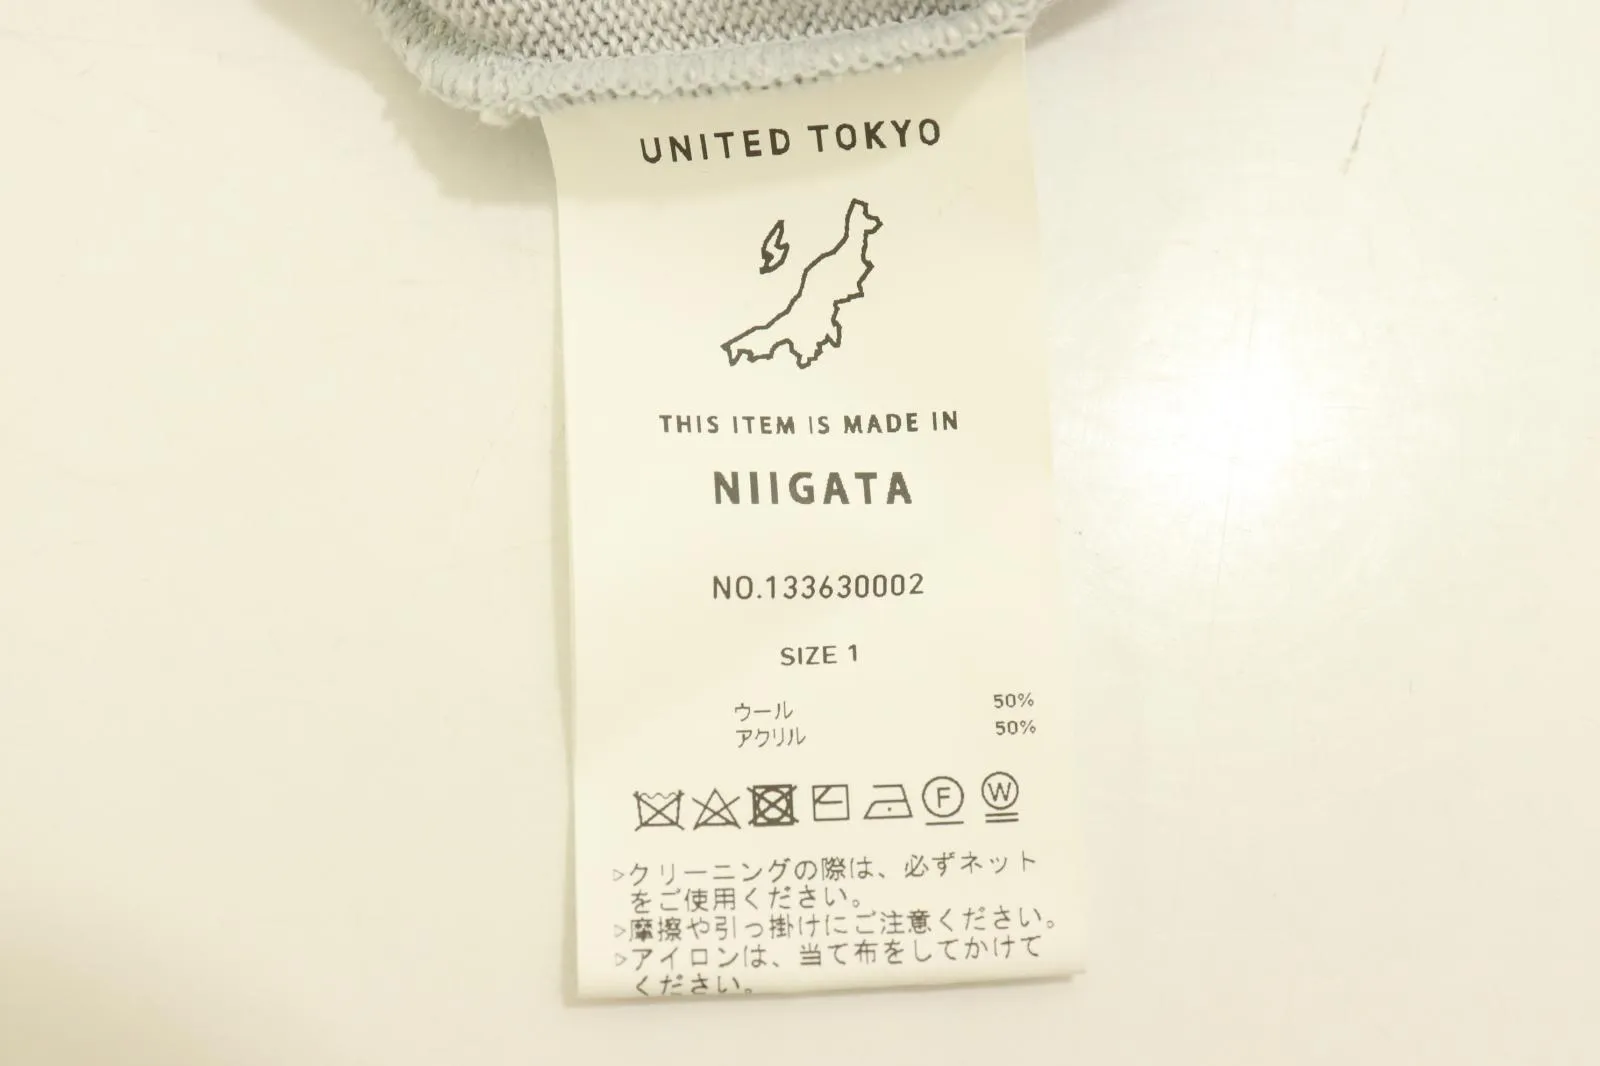 UNITED TOKYO
THIS ITEM IS MADE IN
NIIGATA
NO.133630002
SIZE 1
ウール 50%
アクリル 50%
F W
>クリーニングの際は、必ずネット
をご使用ください。
>摩擦や引っ掛けにご注意ください。
>アイロンは、当て布をしてかけて
ください。